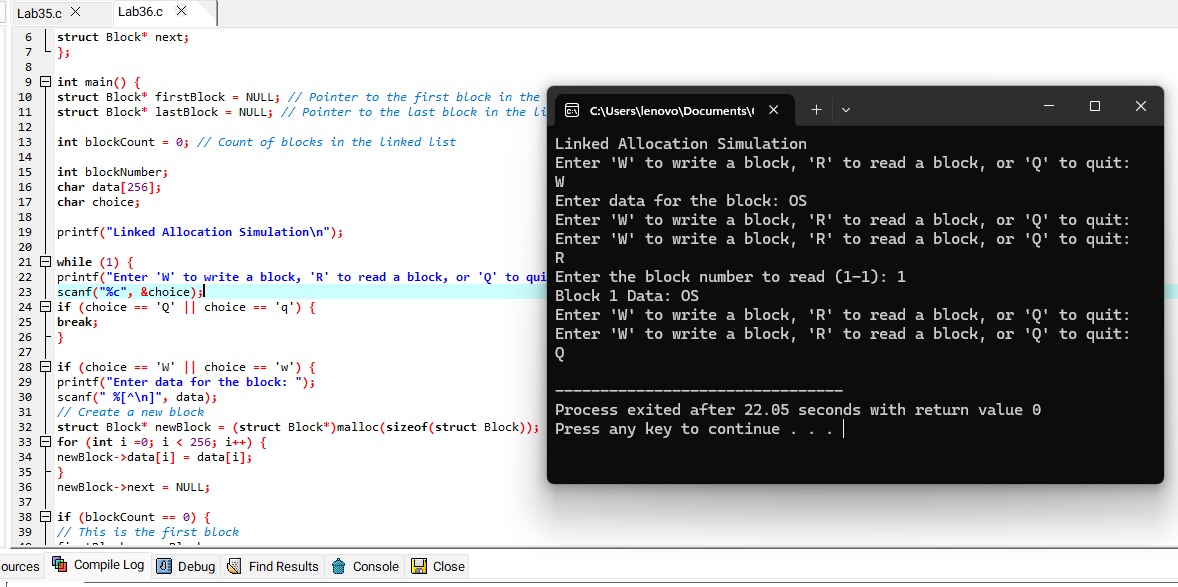 Lab35.c
Lab36.c
6 struct Block* next;
7 };
8
9 int main() {
10 struct Block* firstBlock = NULL; // Pointer to the first block in the
11 struct Block* lastBlock = NULL; // Pointer to the last block in the li
12
13 int blockCount = 0; // Count of blocks in the linked list
14
15 int blockNumber;
16 char data[256];
17 char choice;
18
19 printf("Linked Allocation Simulation\n");
20
21 while (1) {
22 printf("Enter 'W' to write a block, 'R' to read a block, or 'Q' to qui
23 scanf("%c", &choice);
24 if (choice == 'Q' || choice == 'q') {
25 break;
26 }
27
28 if (choice == 'W' || choice == 'w') {
29 printf("Enter data for the block: ");
30 scanf(" %[^\n]", data);
31 // Create a new block
32 struct Block* newBlock = (struct Block*)malloc(sizeof(struct Block));
33 for (int i =0; i < 256; i++) {
34 newBlock->data[i] = data[i];
35 }
36 newBlock->next = NULL;
37
38 if (blockCount == 0) {
39 // This is the first block
C:\Users\lenovo\Documents\
Linked Allocation Simulation
Enter 'W' to write a block, 'R' to read a block, or 'Q' to quit:
W
Enter data for the block: OS
Enter 'W' to write a block, 'R' to read a block, or 'Q' to quit:
Enter 'W' to write a block, 'R' to read a block, or 'Q' to quit:
R
Enter the block number to read (1-1): 1
Block 1 Data: OS
Enter 'W' to write a block, 'R' to read a block, or 'Q' to quit:
Enter 'W' to write a block, 'R' to read a block, or 'Q' to quit:
Q
--------------------------------
Process exited after 22.05 seconds with return value 0
Press any key to continue . . .
ources Compile Log Debug Find Results Console Close